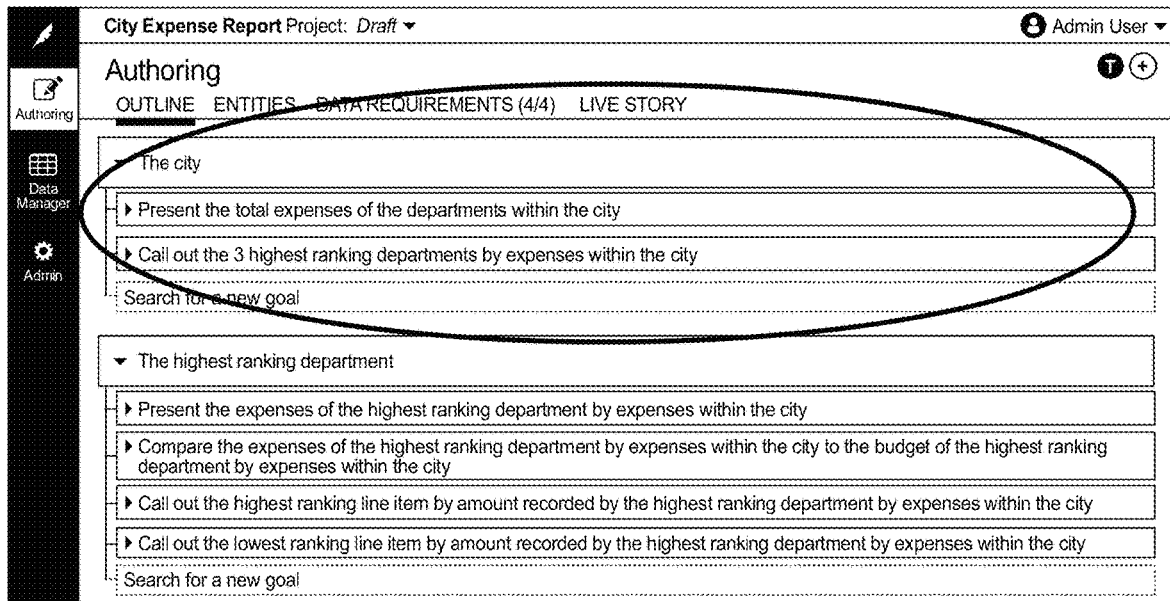 City Expense Report Project: Draft
Admin User
Authoring
T
OUTLINE ENTITIES DATA REQUIREMENTS (4/4) LIVE STORY
Authoring
Data
Manager
Admin
The city
Present the total expenses of the departments within the city
Call out the 3 highest ranking departments by expenses within the city
Search for a new goal
The highest ranking department
Present the expenses of the highest ranking department by expenses within the city
Compare the expenses of the highest ranking department by expenses within the city to the budget of the highest ranking
department by expenses within the city
Call out the highest ranking line item by amount recorded by the highest ranking department by expenses within the city
Call out the lowest ranking line item by amount recorded by the highest ranking department by expenses within the city
Search for a new goal